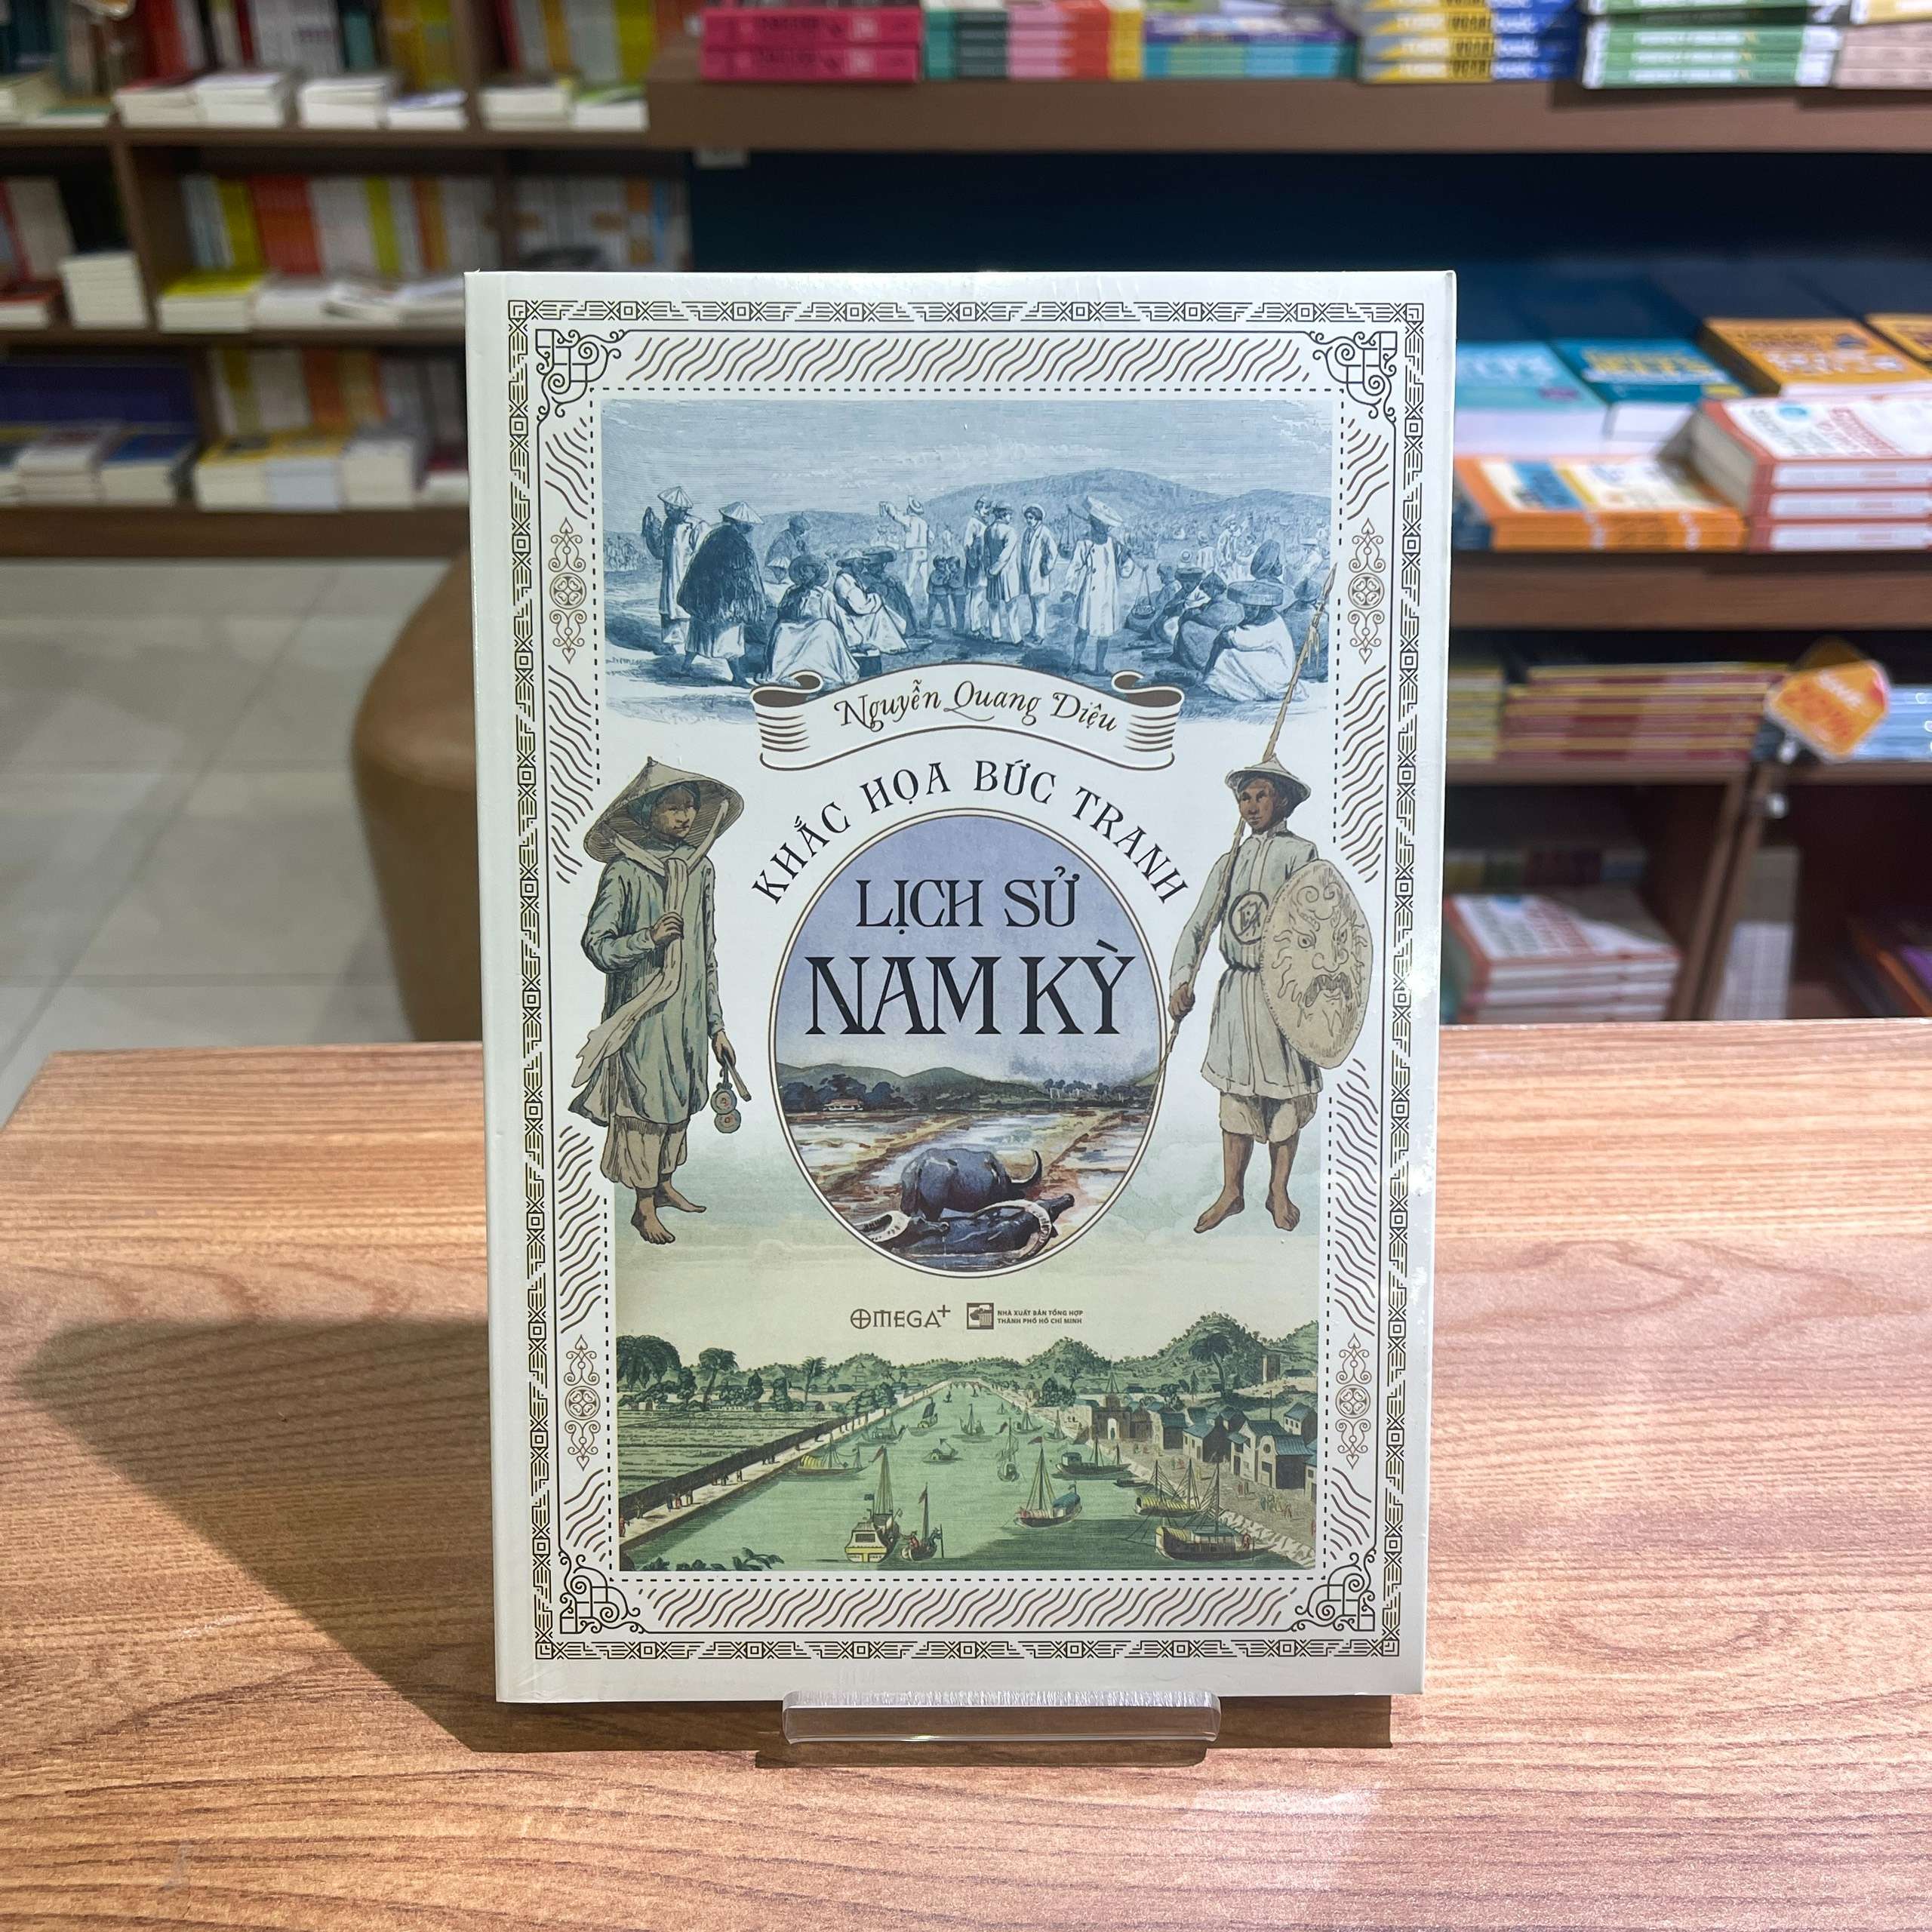 Nguyễn Quang Diệu
KHẮC HỌA BỨC TRANH
LỊCH SỬ
NAM KỲ
OMEGA+
NHÀ XUẤT BẢN TỔNG HỢP
THÀNH PHỐ HỒ CHÍ MINH